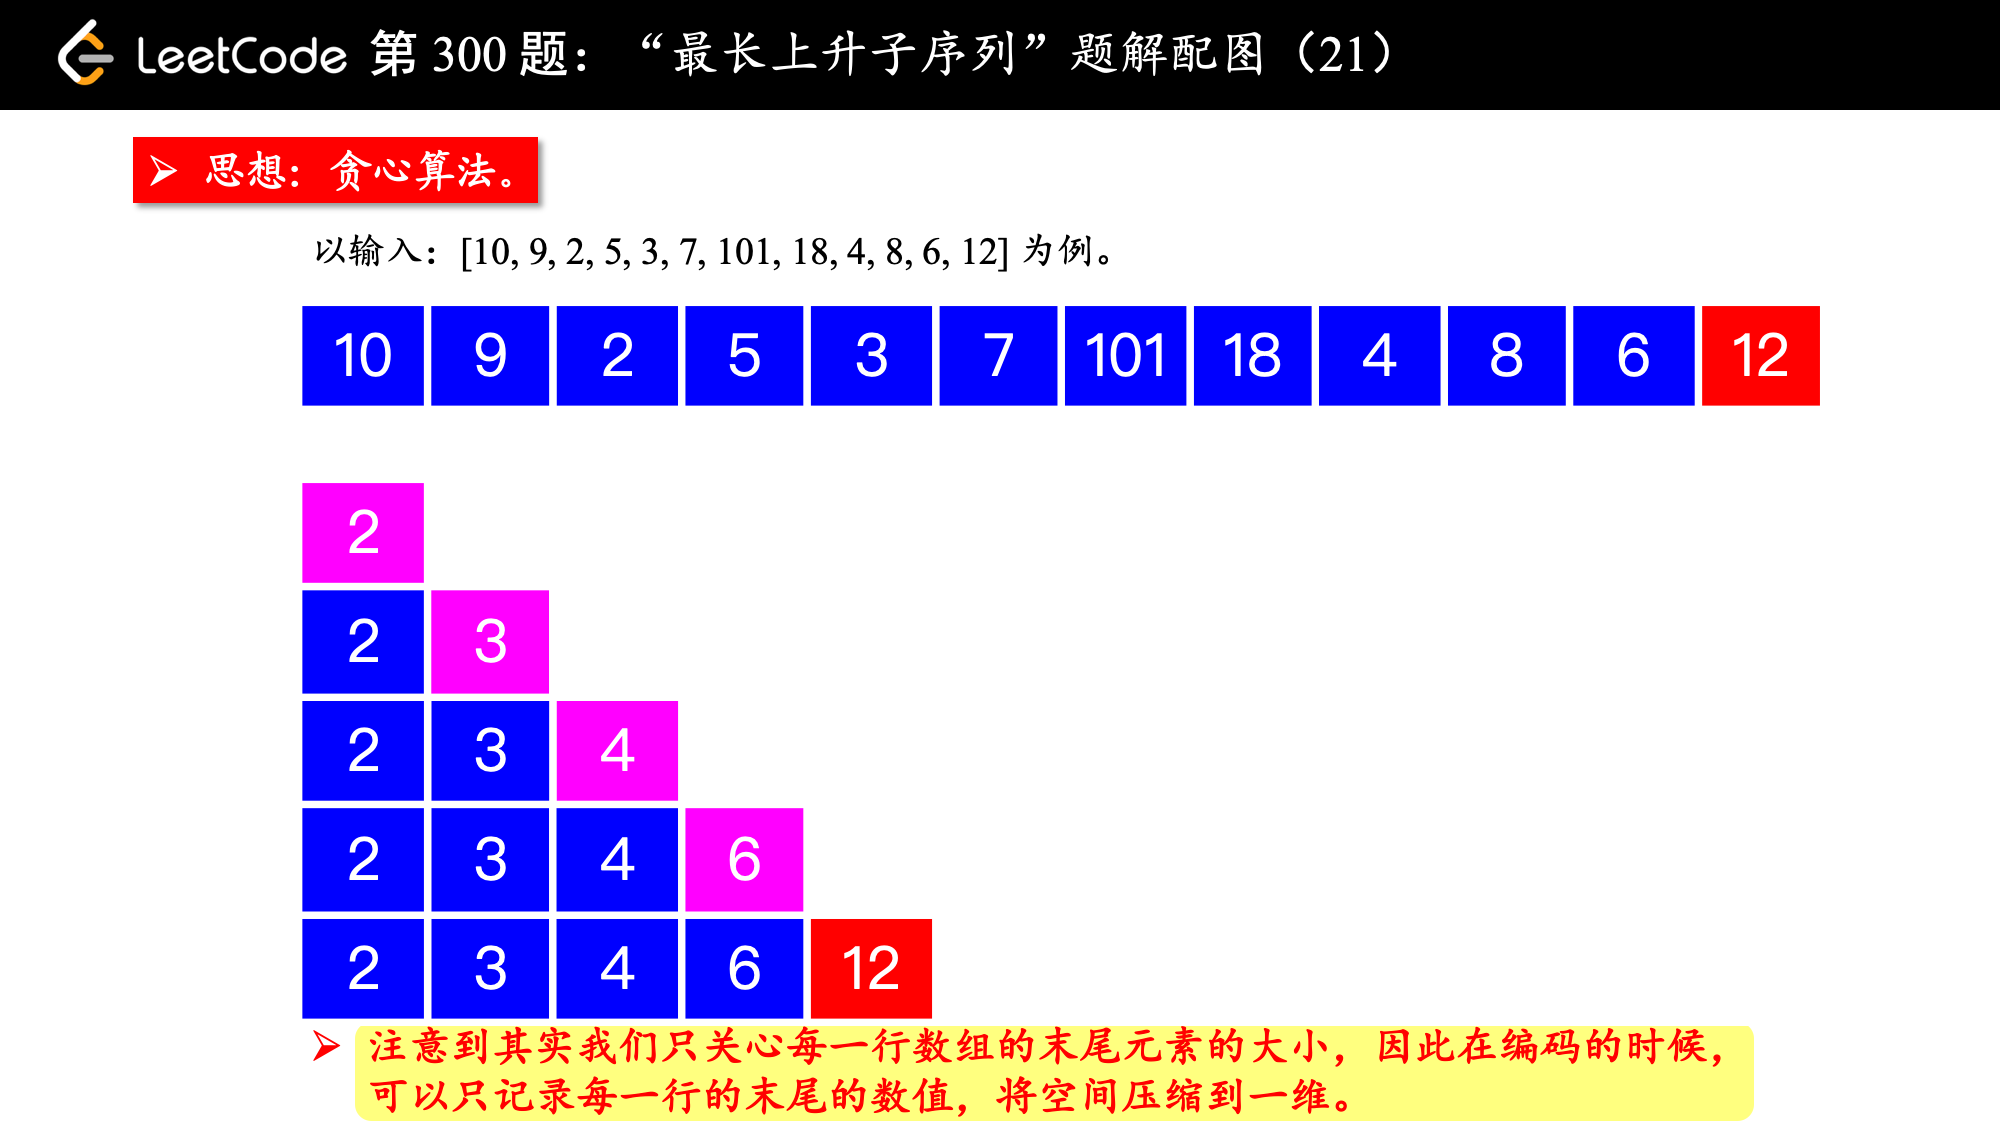 LeetCode 第 300 题：“最长上升子序列”题解配图（21）
➢ 思想：贪心算法。
以输入：[10, 9, 2, 5, 3, 7, 101, 18, 4, 8, 6, 12] 为例。
10 9 2 5 3 7 101 18 4 8 6 12
2
2 3
2 3 4
2 3 4 6
2 3 4 6 12
➢ 注意到其实我们只关心每一行数组的末尾元素的大小，因此在编码的时候，
可以只记录每一行的末尾的数值，将空间压缩到一维。